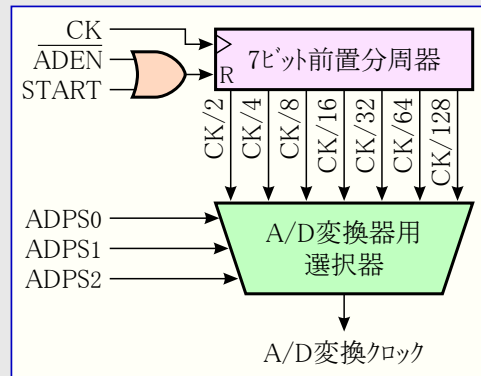 CK
ADEN
START
R
7ビット前置分周器
CK/2
CK/4
CK/8
CK/16
CK/32
CK/64
CK/128
ADPS0
ADPS1
ADPS2
A/D変換器用
選択器
A/D変換クロック